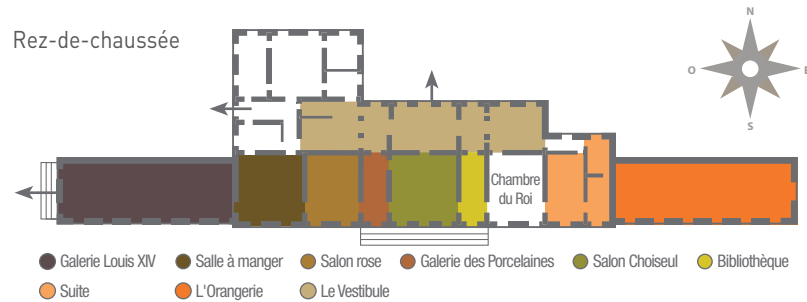 Rez-de-chaussée
N
O
E
S
Chambre
du Roi
Galerie Louis XIV
Salle à manger
Salon rose
Galerie des Porcelaines
Salon Choiseul
Bibliothèque
Suite
L'Orangerie
Le Vestibule